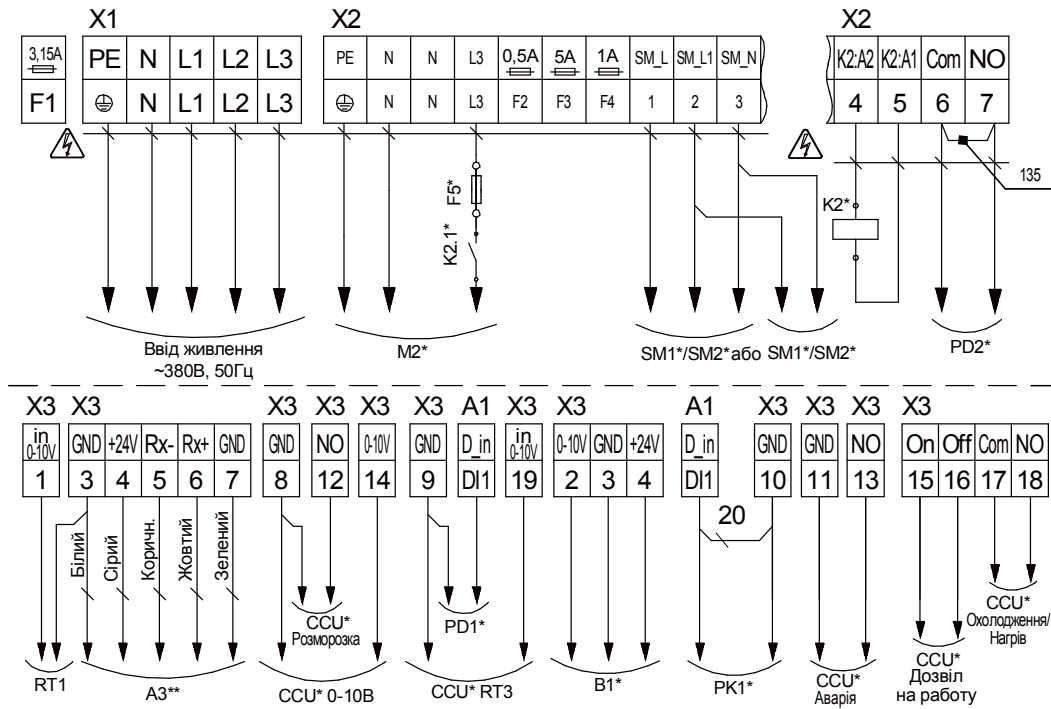 X1 X2 X2
3,15A PE N L1 L2 L3 PE N N L3 0,5A 5A 1A SM_L SM_L1 SM_N K2:A2 K2:A1 Com NO
F1 N L1 L2 L3 N N L3 F2 F3 F4 1 2 3 4 5 6 7
135
F5*
K2*
K2.1*
Ввід живлення
~380В, 50Гц
M2*
SM1*/SM2*або SM1*/SM2*
PD2*
X3 X3 X3 X3 X3 X3 A1 X3 X3 A1 X3 X3 X3 X3
in 0-10V GND +24V Rx- Rx+ GND GND NO 0-10V GND D_in in 0-10V 0-10V GND +24V D_in GND GND NO On Off Com NO
1 3 4 5 6 7 8 12 14 9 DI1 19 2 3 4 DI1 10 11 13 15 16 17 18
20
Білий
Сірий
Коричн.
Жовтий
Зелений
CCU*
Розморозка
PD1*
CCU*
Охолодження/
Нагрів
RT1
A3**
CCU* 0-10В
CCU* RT3
B1*
PK1*
CCU*
Аварія
CCU*
Дозвіл
на работу